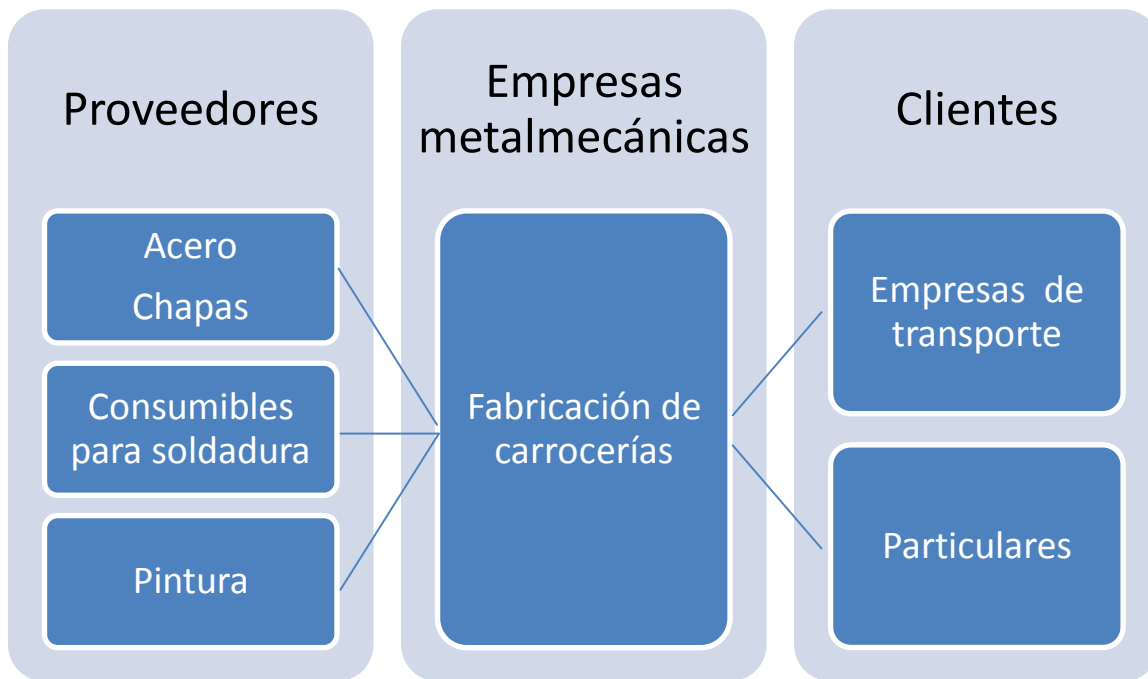 Proveedores
Acero
Chapas
Consumibles
para soldadura
Pintura
Empresas
metalmecánicas
Fabricación de
carrocerías
Clientes
Empresas de
transporte
Particulares